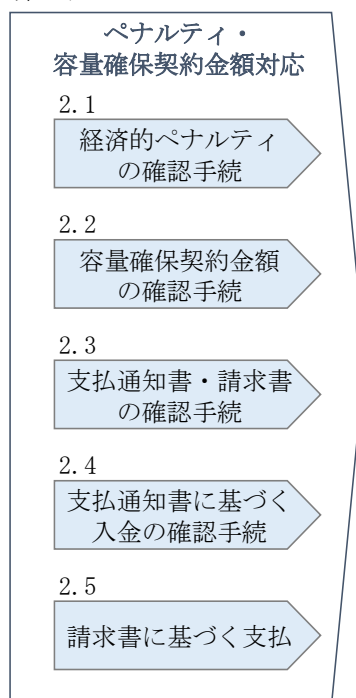 ペナルティ・
容量確保契約金額対応
2.1
経済的ペナルティ
の確認手続
2.2
容量確保契約金額
の確認手続
2.3
支払通知書・請求書
の確認手続
2.4
支払通知書に基づく
入金の確認手続
2.5
請求書に基づく支払